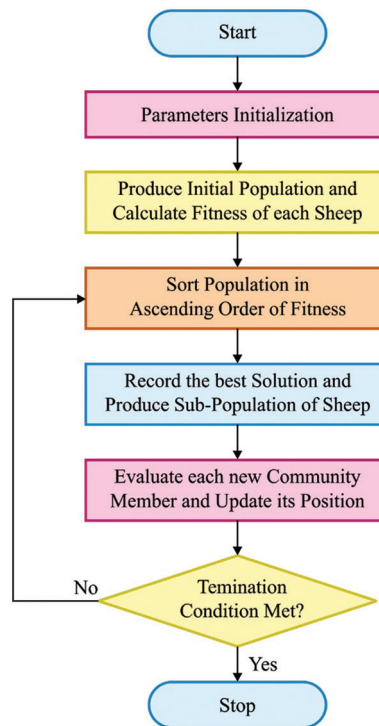 Start
Parameters Initialization
Produce Initial Population and
Calculate Fitness of each Sheep
Sort Population in
Ascending Order of Fitness
Record the best Solution and
Produce Sub-Population of Sheep
Evaluate each new Community
Member and Update its Position
No
Temination
Condition Met?
Yes
Stop